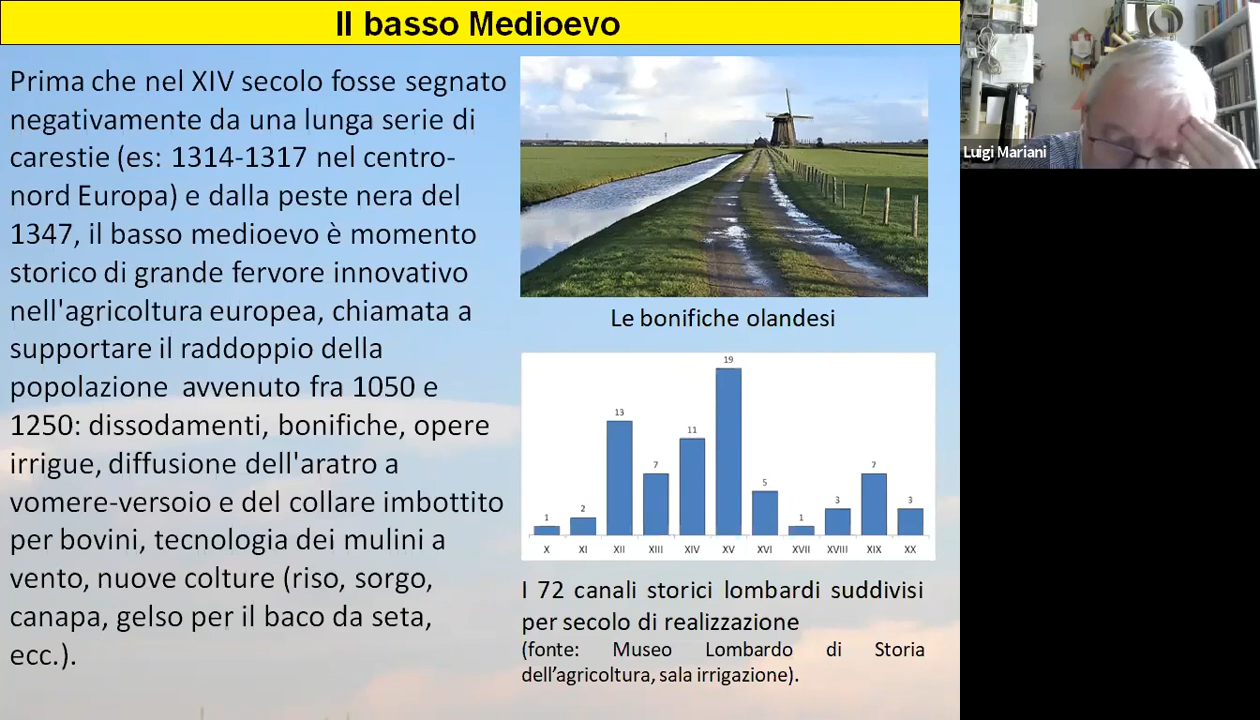 Il basso Medioevo
Prima che nel XIV secolo fosse segnato
negativamente da una lunga serie di
carestie (es: 1314-1317 nel centro-
nord Europa) e dalla peste nera del
1347, il basso medioevo è momento
storico di grande fervore innovativo
nell'agricoltura europea, chiamata a
supportare il raddoppio della
popolazione avvenuto fra 1050 e
1250: dissodamenti, bonifiche, opere
irrigue, diffusione dell'aratro a
vomere-versoio e del collare imbottito
per bovini, tecnologia dei mulini a
vento, nuove colture (riso, sorgo,
canapa, gelso per il baco da seta,
ecc.).
Le bonifiche olandesi
1 2 13 7 11 19 5 1 3 7 3
X XI XII XIII XIV XV XVI XVII XVIII XIX XX
I 72 canali storici lombardi suddivisi
per secolo di realizzazione
(fonte: Museo Lombardo di Storia
dell’agricoltura, sala irrigazione).
Luigi Mariani